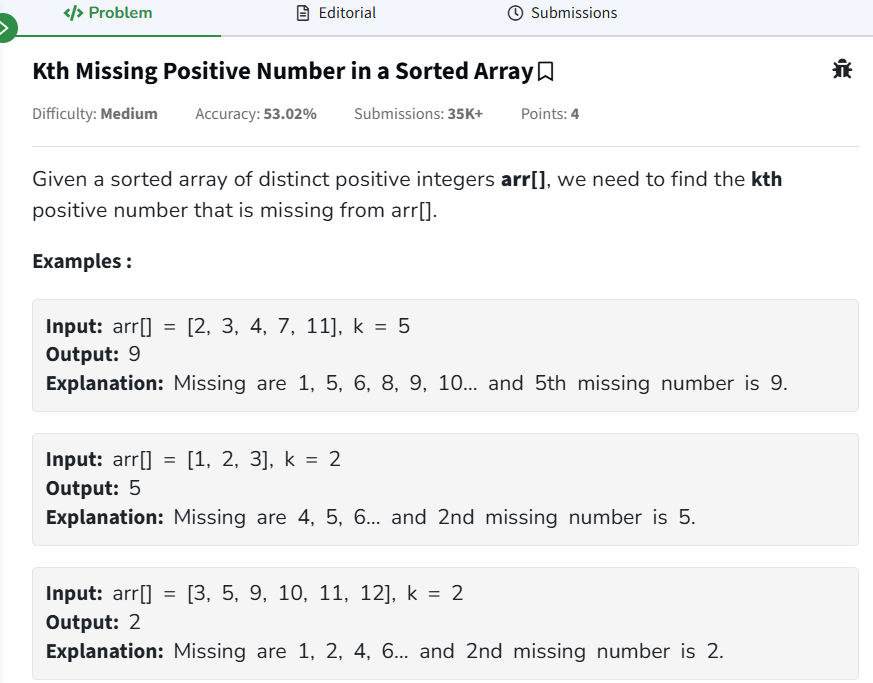 </> Problem Editorial Submissions
Kth Missing Positive Number in a Sorted Array
Difficulty: Medium Accuracy: 53.02% Submissions: 35K+ Points: 4
Given a sorted array of distinct positive integers arr[], we need to find the kth
positive number that is missing from arr[].
Examples :
Input: arr[] = [2, 3, 4, 7, 11], k = 5
Output: 9
Explanation: Missing are 1, 5, 6, 8, 9, 10… and 5th missing number is 9.
Input: arr[] = [1, 2, 3], k = 2
Output: 5
Explanation: Missing are 4, 5, 6… and 2nd missing number is 5.
Input: arr[] = [3, 5, 9, 10, 11, 12], k = 2
Output: 2
Explanation: Missing are 1, 2, 4, 6… and 2nd missing number is 2.